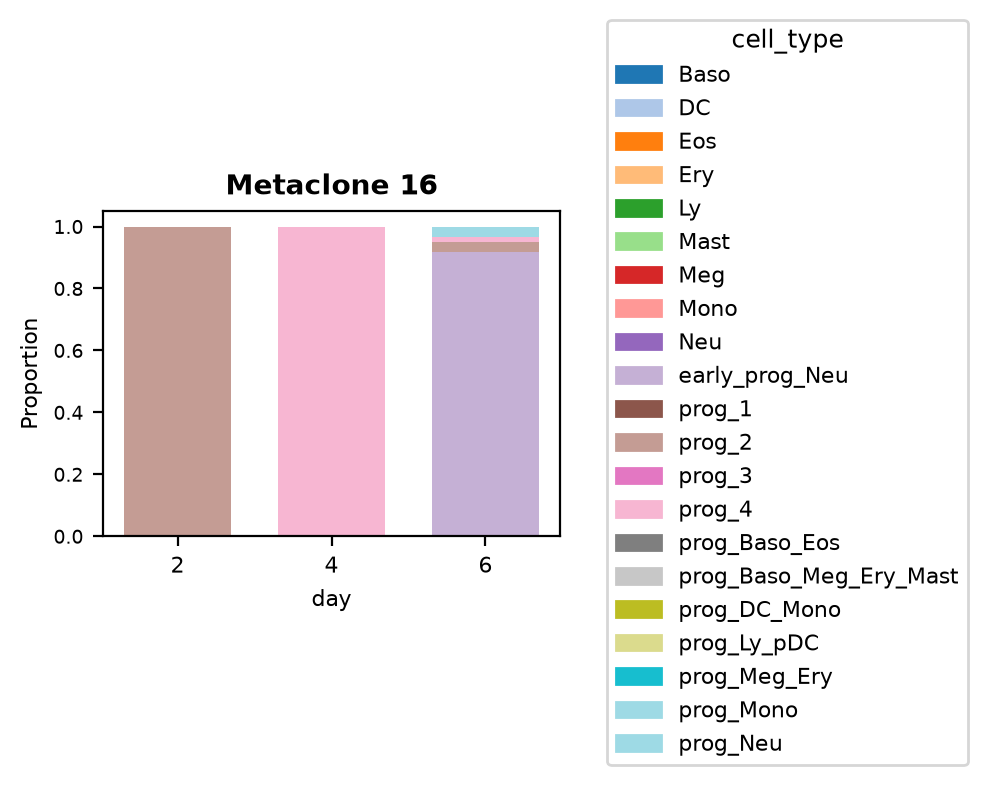 Metaclone 16
Proportion
1.0
0.8
0.6
0.4
0.2
0.0
2 4 6
day
cell_type
Baso
DC
Eos
Ery
Ly
Mast
Meg
Mono
Neu
early_prog_Neu
prog_1
prog_2
prog_3
prog_4
prog_Baso_Eos
prog_Baso_Meg_Ery_Mast
prog_DC_Mono
prog_Ly_pDC
prog_Meg_Ery
prog_Mono
prog_Neu